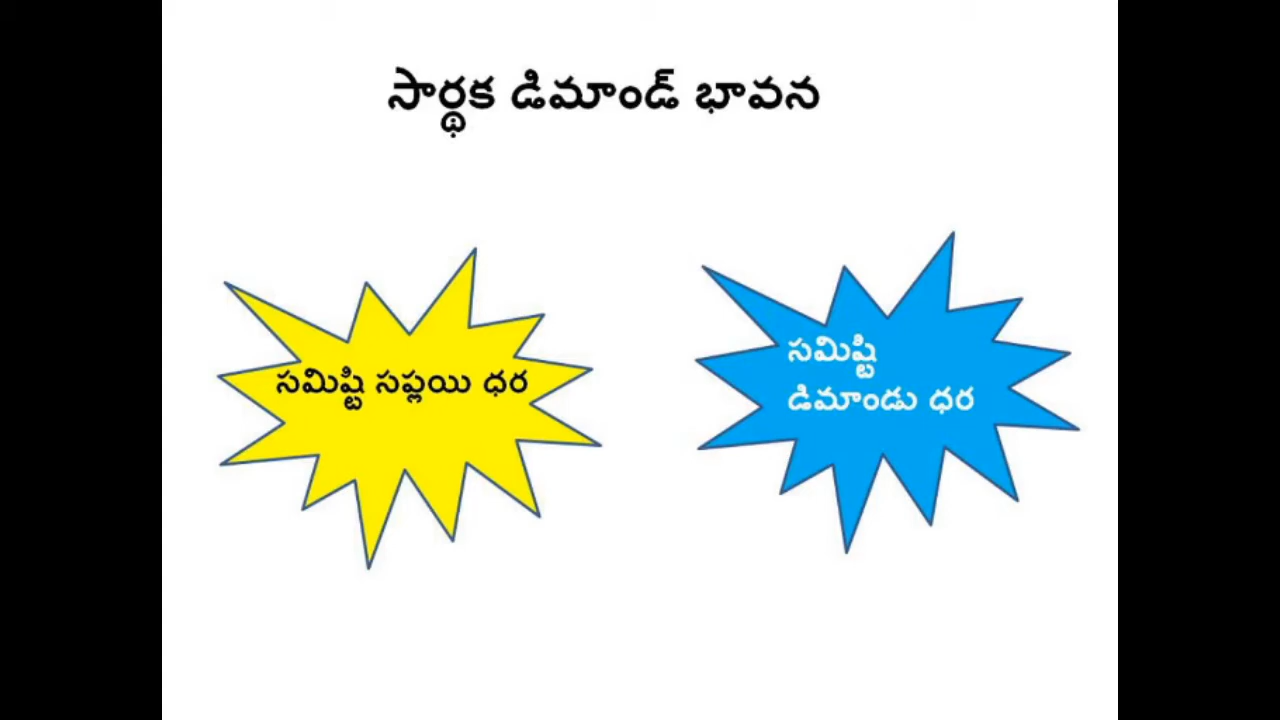 సార్థక డిమాండ్ భావన
సమిష్టి సప్లయి ధర
సమిష్టి
డిమాండు ధర